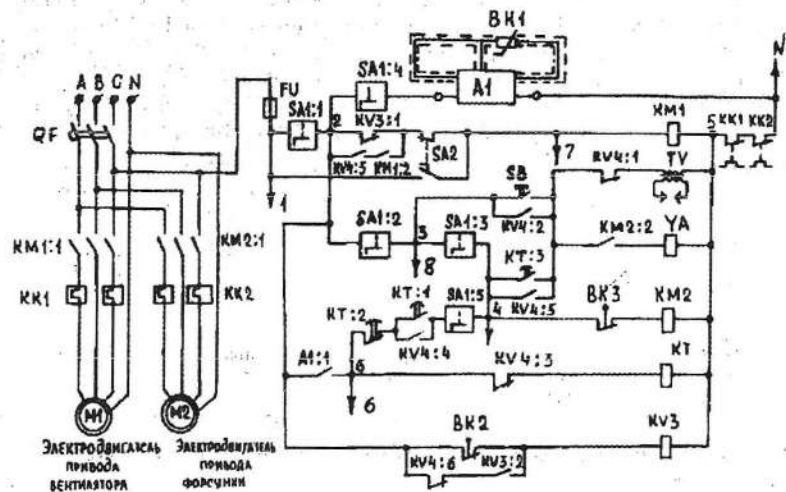 BK1
N
A B C N
FU
SA1:4
A1
SA1:1
2
KV3:1
KM1
5
KK1
KK2
QF
SA2
KV4:5
KM1:2
7
KV4:1
TV
1
SB
KV4:2
KM1:1
KM2:1
SA1:2
3
SA1:3
KM2:2
YA
8
KT:3
KK1
KK2
KT:2
KT:1
SA1:5
KV4:5
4
BK3
KM2
KV4:4
A1:1
6
KV4:3
KT
6
M1
M2
BK2
KV3
KV4:6
KV3:2
ЭЛЕКТРОДВИГАТЕЛЬ
ПРИВОДА
ВЕНТИЛЯТОРА
ЭЛЕКТРОДВИГАТЕЛЬ
ПРИВОДА
ФОРСУНКИ